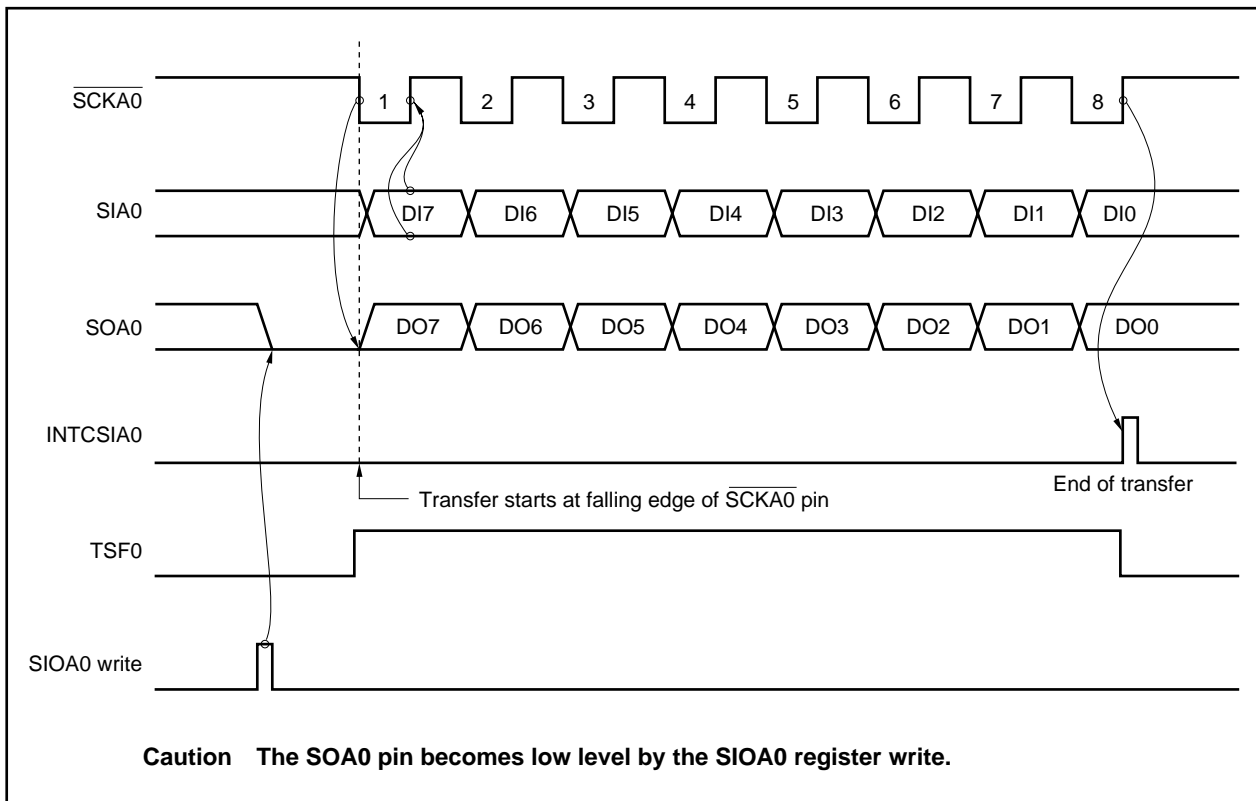 SCKA0
1 2 3 4 5 6 7 8
SIA0
DI7 DI6 DI5 DI4 DI3 DI2 DI1 DI0
SOA0
DO7 DO6 DO5 DO4 DO3 DO2 DO1 DO0
INTCSIA0
Transfer starts at falling edge of SCKA0 pin
End of transfer
TSF0
SIOA0 write
Caution The SOA0 pin becomes low level by the SIOA0 register write.